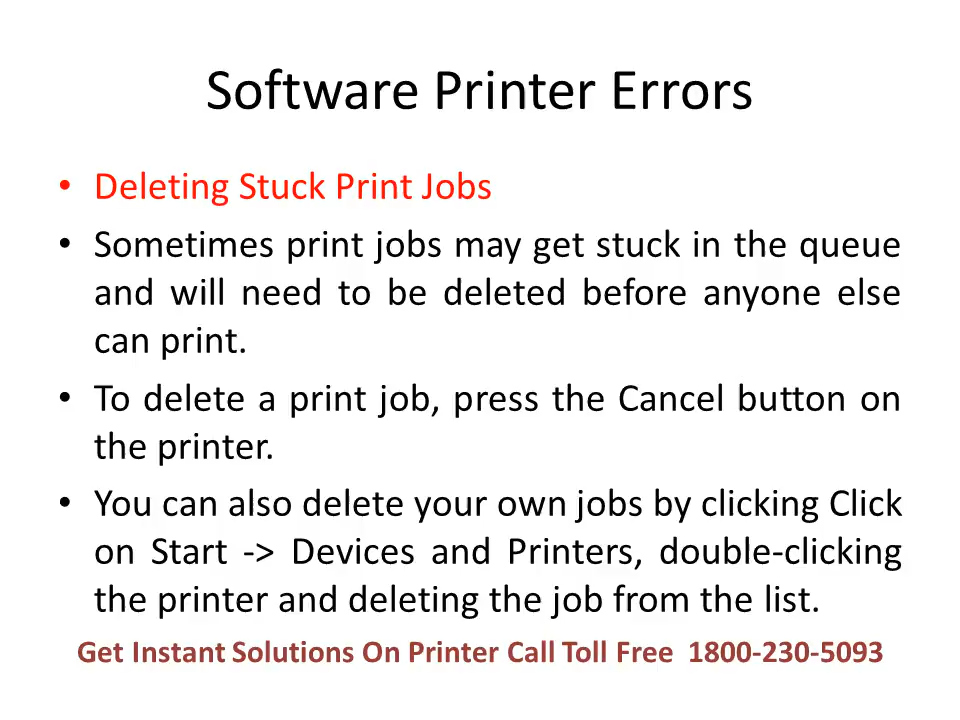 Software Printer Errors
• Deleting Stuck Print Jobs
• Sometimes print jobs may get stuck in the queue
and will need to be deleted before anyone else
can print.
• To delete a print job, press the Cancel button on
the printer.
• You can also delete your own jobs by clicking Click
on Start -> Devices and Printers, double-clicking
the printer and deleting the job from the list.
Get Instant Solutions On Printer Call Toll Free 1800-230-5093